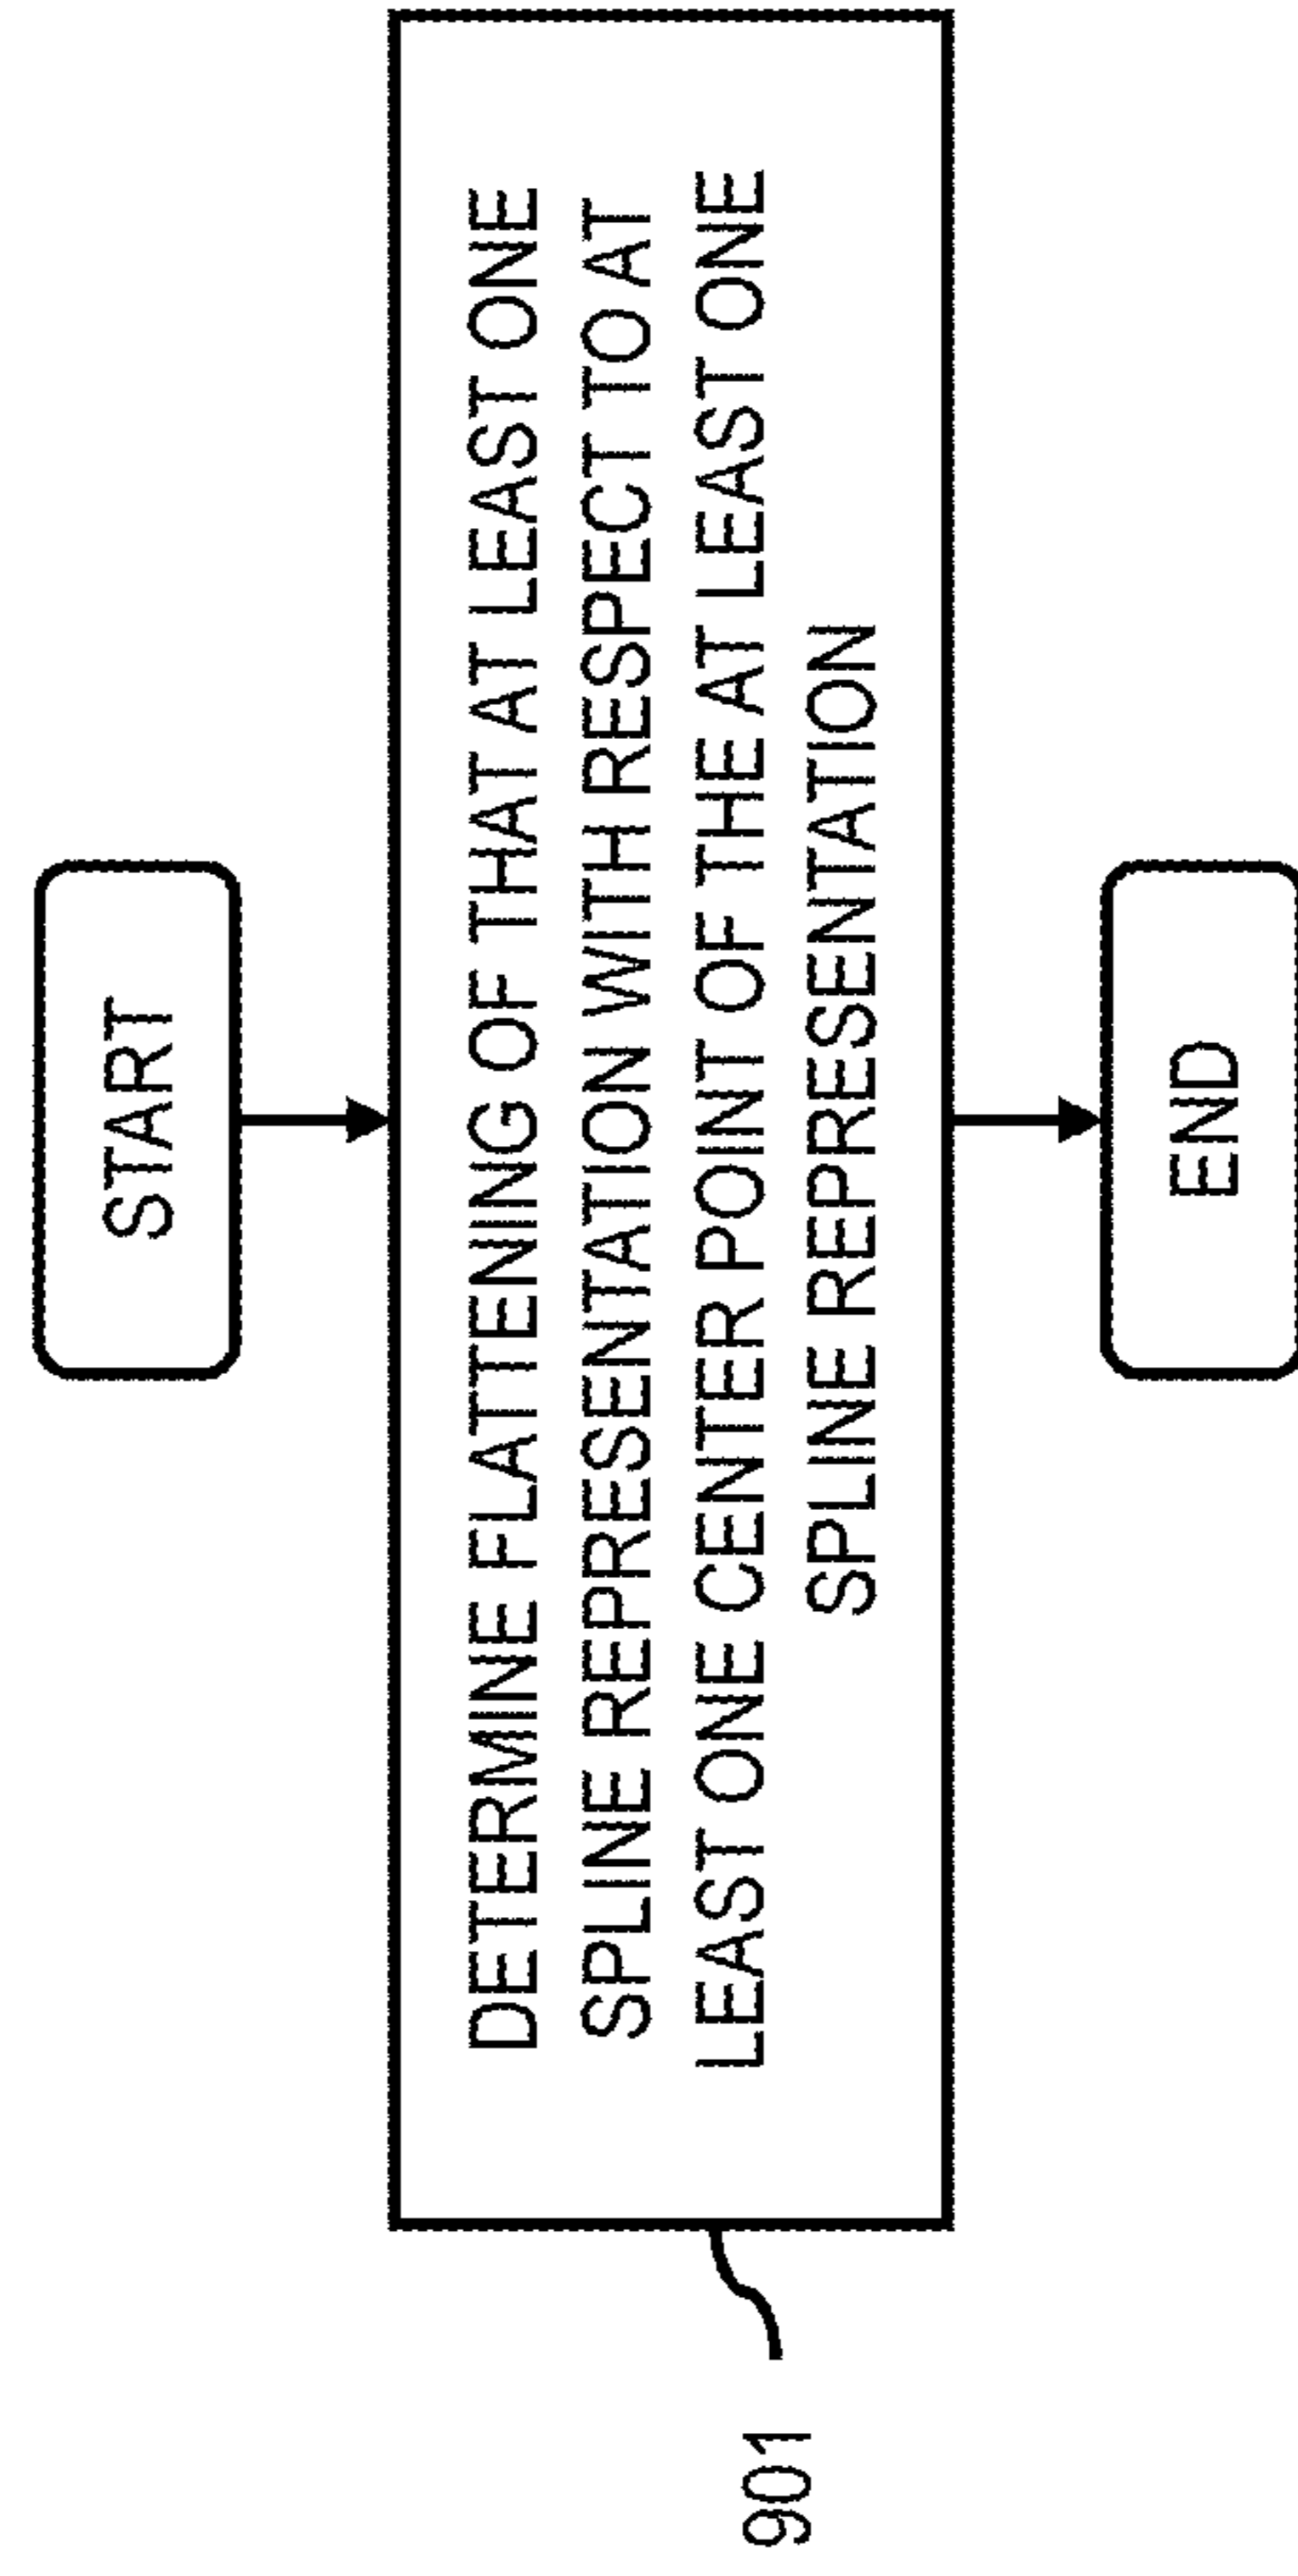 START
DETERMINE FLATTENING OF THAT AT LEAST ONE
SPLINE REPRESENTATION WITH RESPECT TO AT
LEAST ONE CENTER POINT OF THE AT LEAST ONE
SPLINE REPRESENTATION
901
END